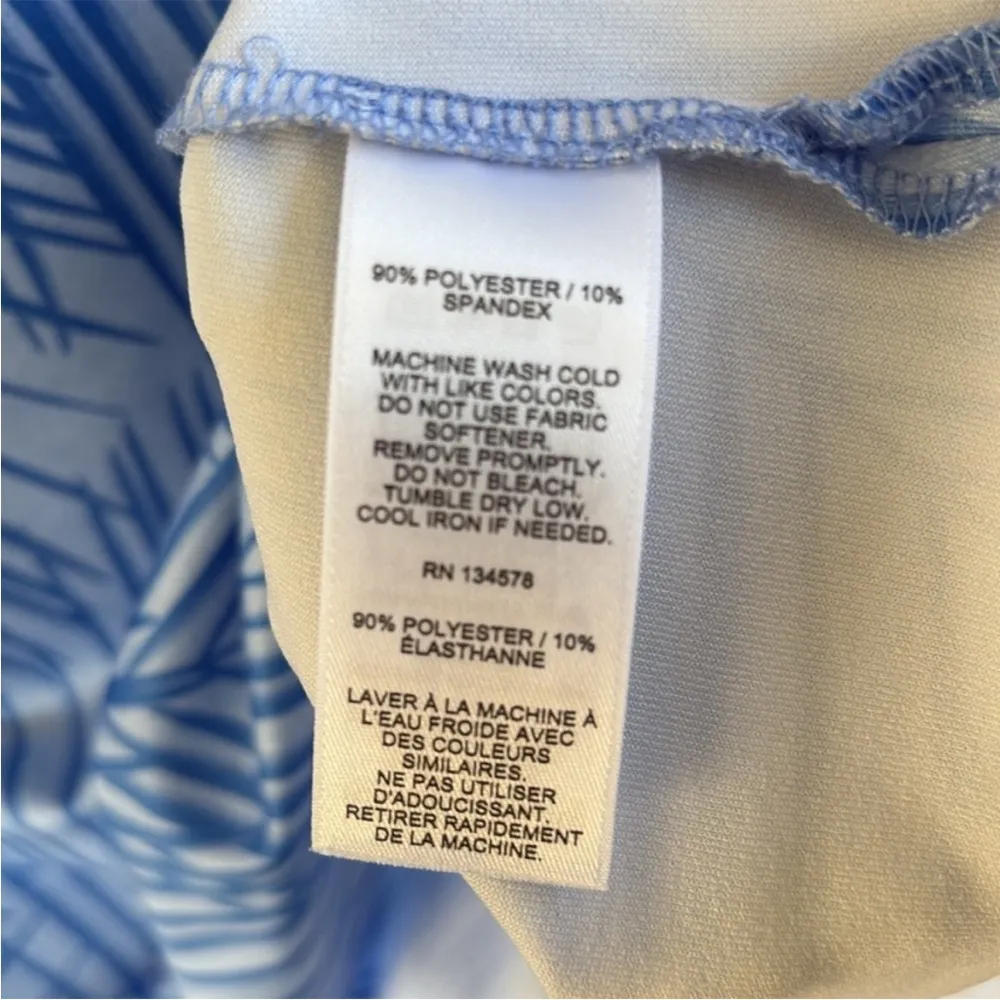 90% POLYESTER / 10%
SPANDEX
MACHINE WASH COLD
WITH LIKE COLORS.
DO NOT USE FABRIC
SOFTENER.
REMOVE PROMPTLY.
DO NOT BLEACH.
TUMBLE DRY LOW.
COOL IRON IF NEEDED.
RN 134578
90% POLYESTER / 10%
ÉLASTHANNE
LAVER À LA MACHINE À
L'EAU FROIDE AVEC
DES COULEURS
SIMILAIRES.
NE PAS UTILISER
D'ADOUCISSANT.
RETIRER RAPIDEMENT
DE LA MACHINE.